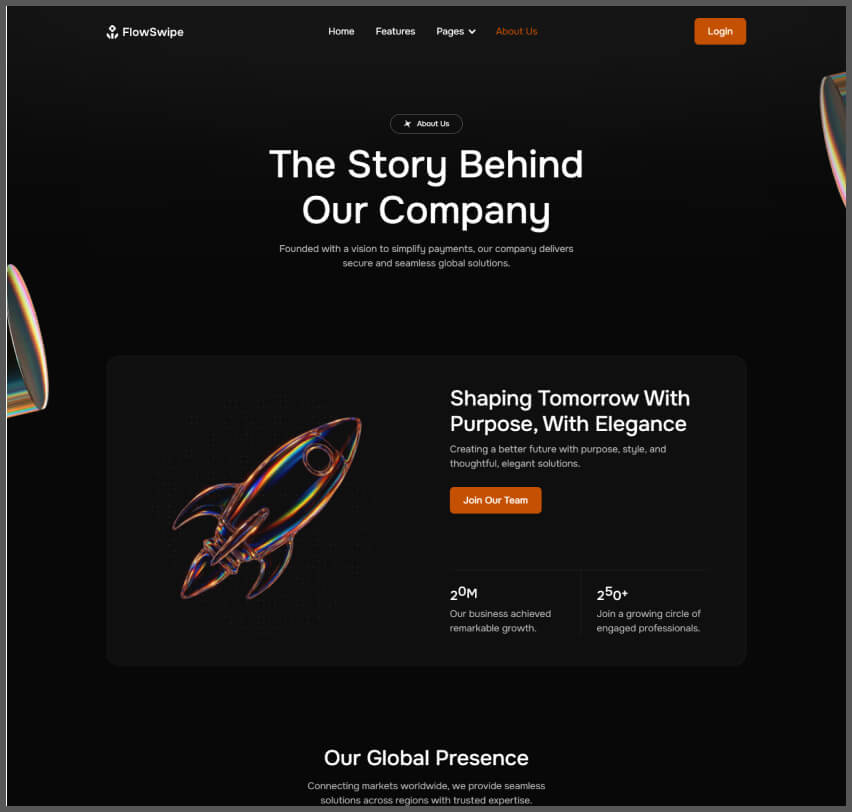 FlowSwipe
Home Features Pages About Us
Login
About Us
The Story Behind
Our Company
Founded with a vision to simplify payments, our company delivers
secure and seamless global solutions.
Shaping Tomorrow With
Purpose, With Elegance
Creating a better future with purpose, style, and
thoughtful, elegant solutions.
Join Our Team
20M
Our business achieved
remarkable growth.
250+
Join a growing circle of
engaged professionals.
Our Global Presence
Connecting markets worldwide, we provide seamless
solutions across regions with trusted expertise.